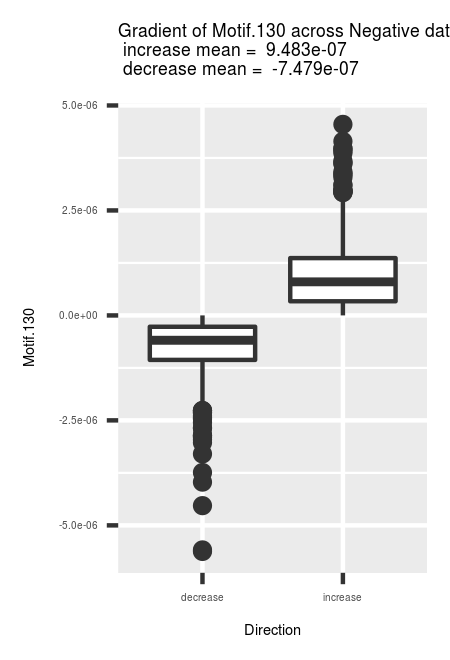 Gradient of Motif.130 across Negative dat
increase mean =  9.483e-07
decrease mean =  -7.479e-07
5.0e-06
2.5e-06
0.0e+00
-2.5e-06
-5.0e-06
Motif.130
decrease
increase
Direction